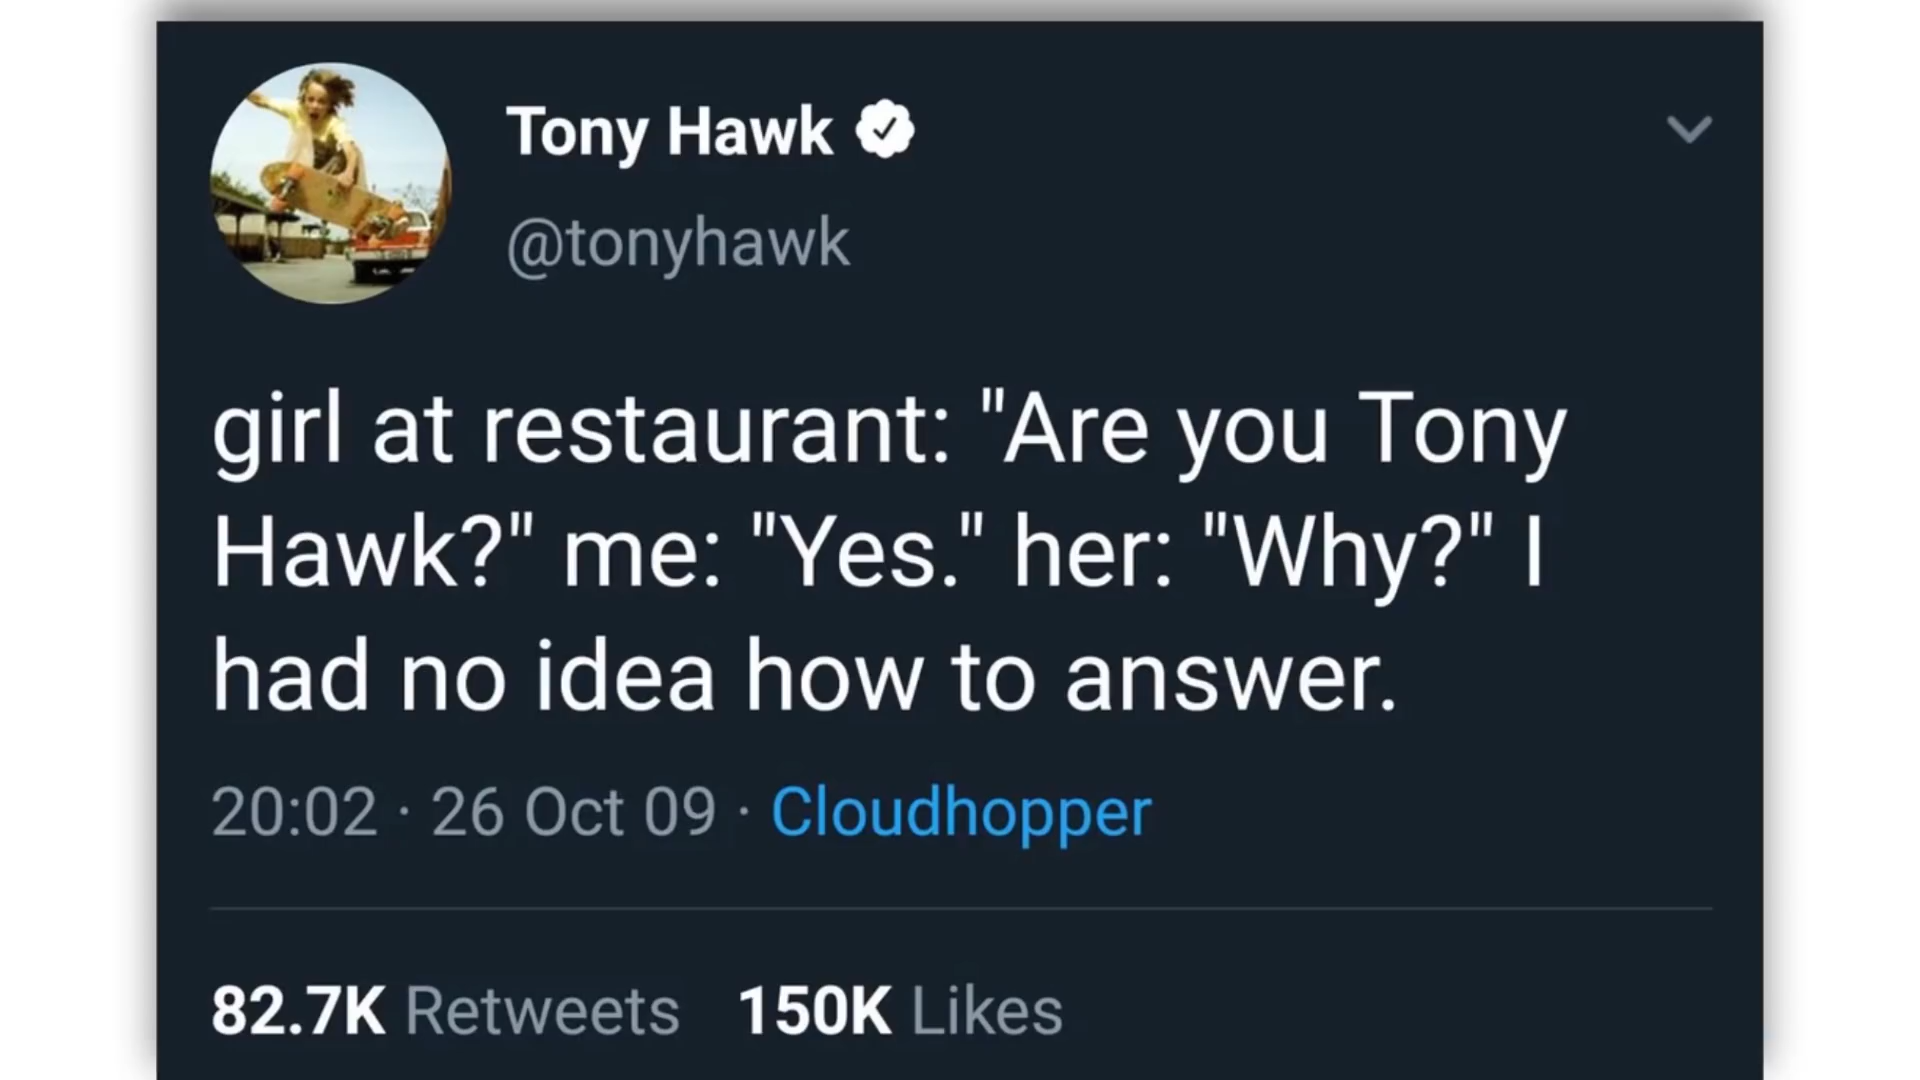 Tony Hawk
@tonyhawk
girl at restaurant: "Are you Tony
Hawk?" me: "Yes." her: "Why?" I
had no idea how to answer.
20:02 · 26 Oct 09 · Cloudhopper
82.7K Retweets 150K Likes